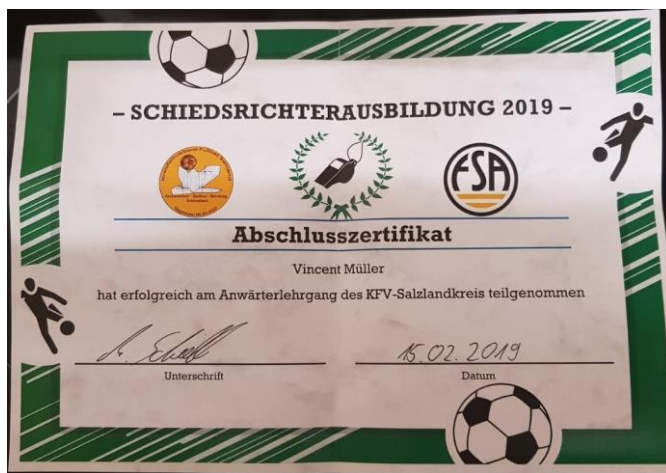 – SCHIEDSRICHTERAUSBILDUNG 2019 –
FSA
Abschlusszertifikat
Vincent Müller
hat erfolgreich am Anwärterlehrgang des KFV-Salzlandkreis teilgenommen
15.02.2019
Unterschrift
Datum